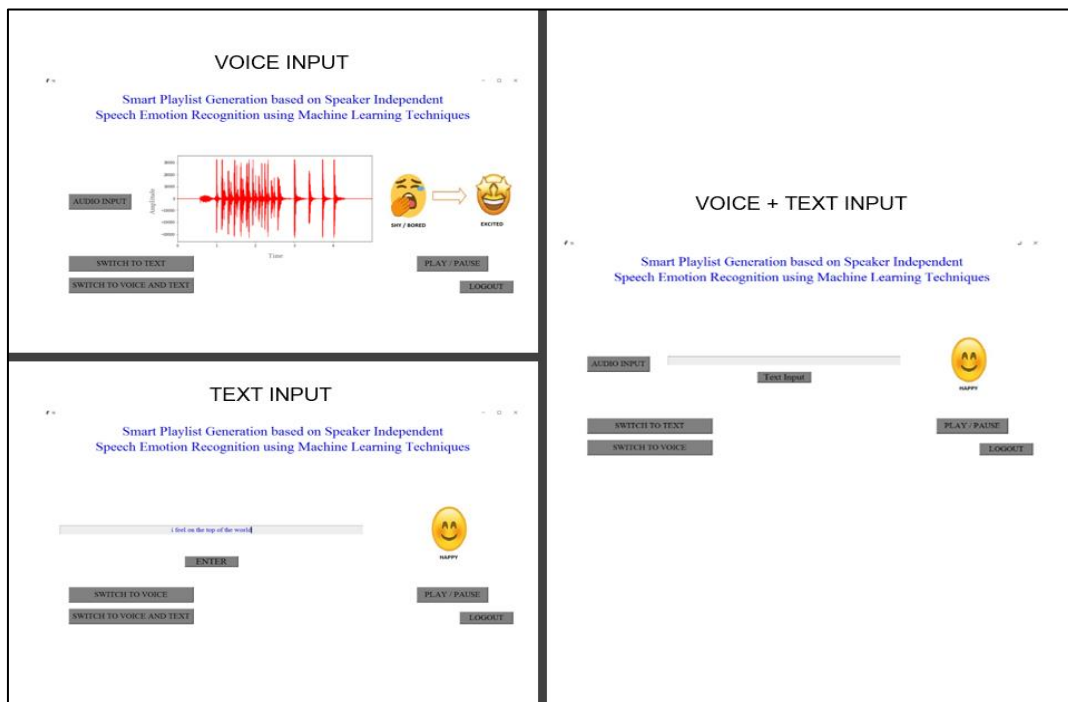 VOICE INPUT
Smart Playlist Generation based on Speaker Independent
Speech Emotion Recognition using Machine Learning Techniques
AUDIO INPUT
Amplitude
0
1
2
3
4
Time
SHY / BORED
EXCITED
SWITCH TO TEXT
PLAY / PAUSE
SWITCH TO VOICE AND TEXT
LOGOUT
TEXT INPUT
Smart Playlist Generation based on Speaker Independent
Speech Emotion Recognition using Machine Learning Techniques
i feel on the top of the world
HAPPY
ENTER
SWITCH TO VOICE
PLAY / PAUSE
SWITCH TO VOICE AND TEXT
LOGOUT
VOICE + TEXT INPUT
Smart Playlist Generation based on Speaker Independent
Speech Emotion Recognition using Machine Learning Techniques
AUDIO INPUT
Text Input
HAPPY
SWITCH TO TEXT
PLAY / PAUSE
SWITCH TO VOICE
LOGOUT